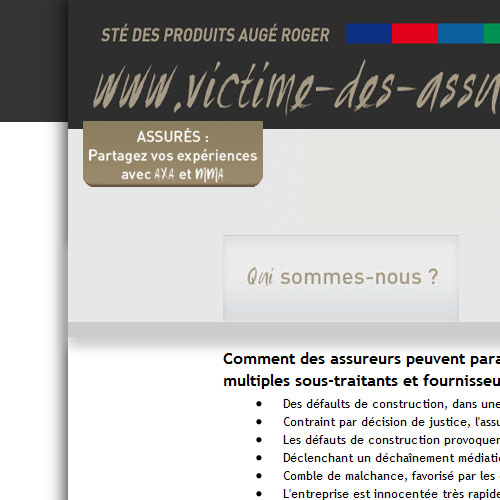 STÉ DES PRODUITS AUGÉ ROGER
www.victime-des-assu
ASSURÉS :
Partagez vos expériences
avec AXA et MMA
Qui sommes-nous ?
Comment des assureurs peuvent para
multiples sous-traitants et fournisseu
• Des défaults de construction, dans une
• Contraint par décision de justice, l'assu
• Les défauts de construction provoquer
• Déclenchant un déchaînement médiati
• Comble de malchance, favorisé par les
• L'entreprise est innocentée très rapide